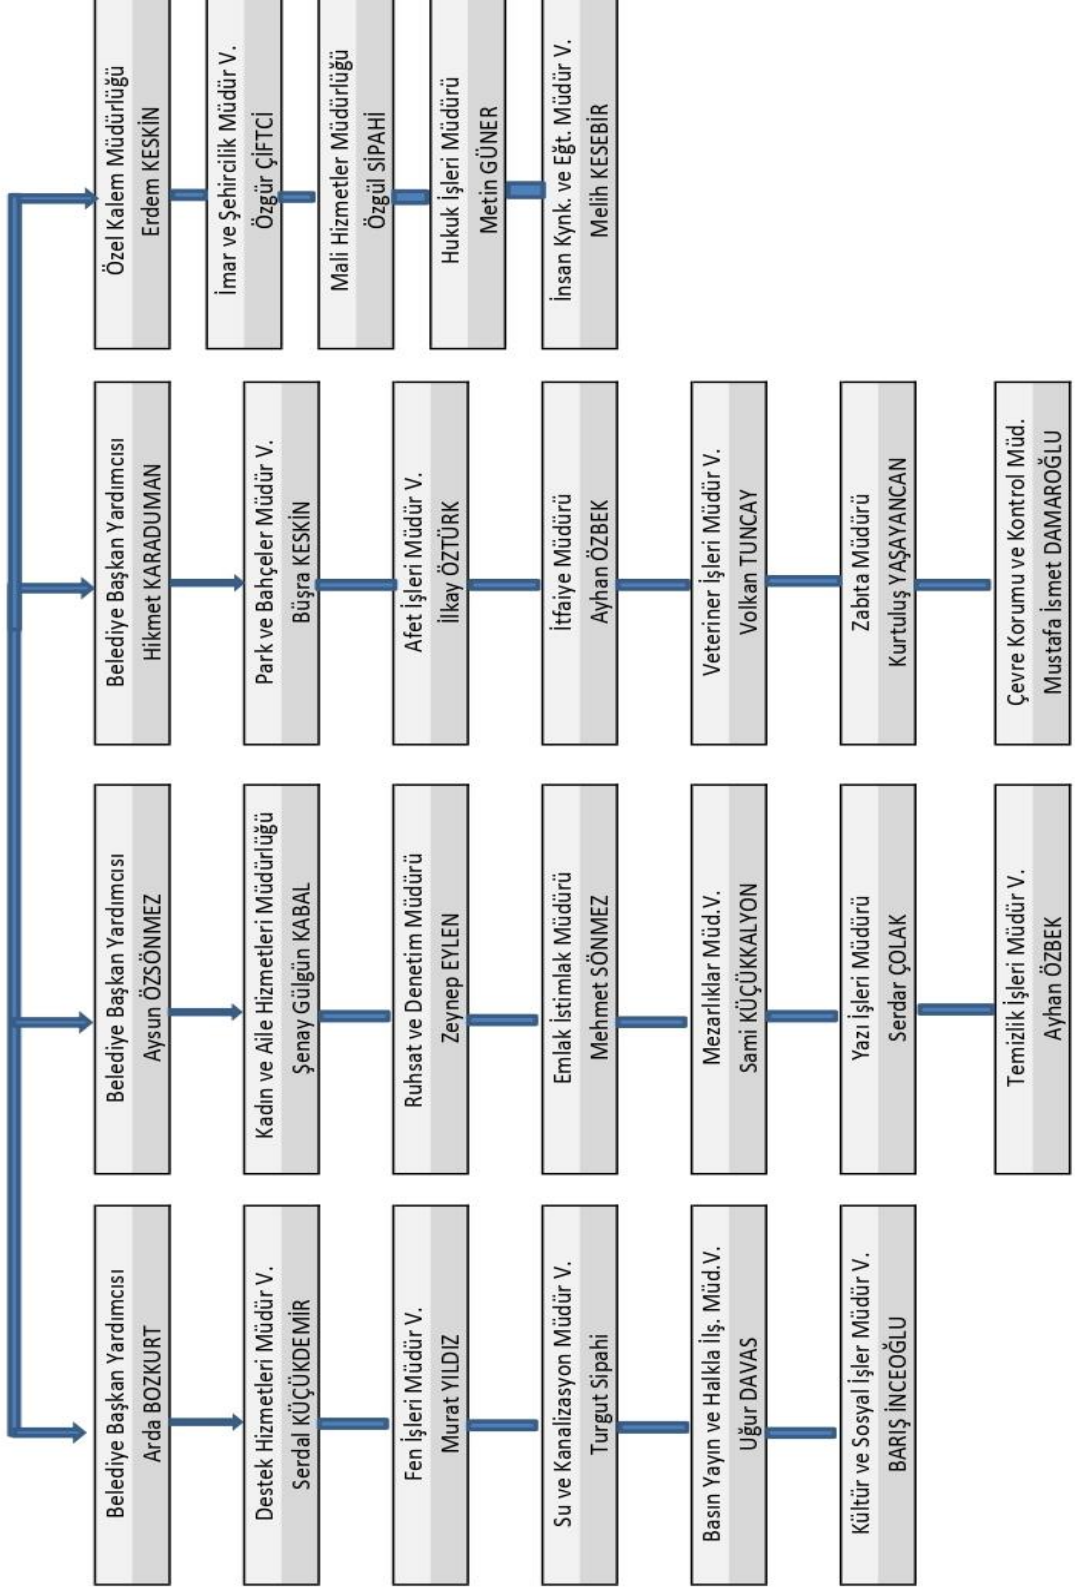 Belediye Başkan Yardımcısı
Arda BOZKURT
Destek Hizmetleri Müdür V.
Serdal KÜÇÜKDEMİR
Fen İşleri Müdür V.
Murat YILDIZ
Su ve Kanalizasyon Müdür V.
Turgut Sipahi
Basın Yayın ve Halkla İlş. Müd.V.
Uğur DAVAS
Kültür ve Sosyal İşler Müdür V.
BARIŞ İNCEOĞLU
Belediye Başkan Yardımcısı
Aysun ÖZSÖNMEZ
Kadın ve Aile Hizmetleri Müdürlüğü
Şenay Gülgün KABAL
Ruhsat ve Denetim Müdürü
Zeynep EYLEN
Emlak İstimlak Müdürü
Mehmet SÖNMEZ
Mezarlıklar Müd.V.
Sami KÜÇÜKKALYON
Yazı İşleri Müdürü
Serdar ÇOLAK
Temizlik İşleri Müdür V.
Ayhan ÖZBEK
Belediye Başkan Yardımcısı
Hikmet KARADUMAN
Park ve Bahçeler Müdür V.
Büşra KESKİN
Afet İşleri Müdür V.
İlkay ÖZTÜRK
İtfaiye Müdürü
Ayhan ÖZBEK
Veteriner İşleri Müdür V.
Volkan TUNCAY
Zabıta Müdürü
Kurtuluş YAŞAYANCAN
Çevre Korumu ve Kontrol Müd.
Mustafa İsmet DAMAROĞLU
Özel Kalem Müdürlüğü
Erdem KESKİN
İmar ve Şehircilik Müdür V.
Özgür ÇİFTCİ
Mali Hizmetler Müdürlüğü
Özgül SİPAHİ
Hukuk İşleri Müdürü
Metin GÜNER
İnsan Kynk. ve Eğt. Müdür V.
Melih KESEBİR